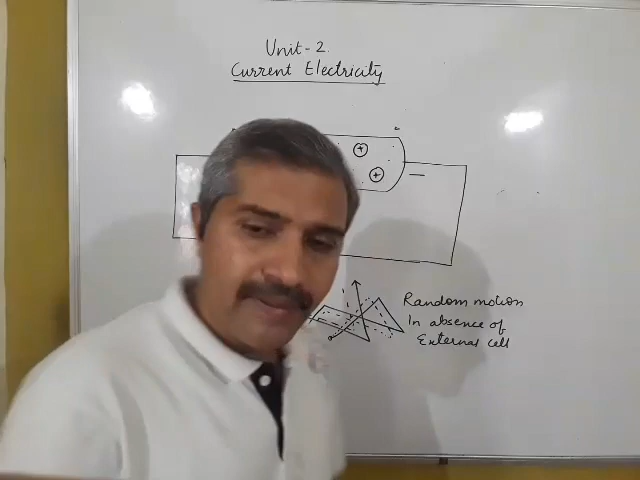 Unit-2.
Current Electricity
+
+
−
Random motion
In absence of
External cell